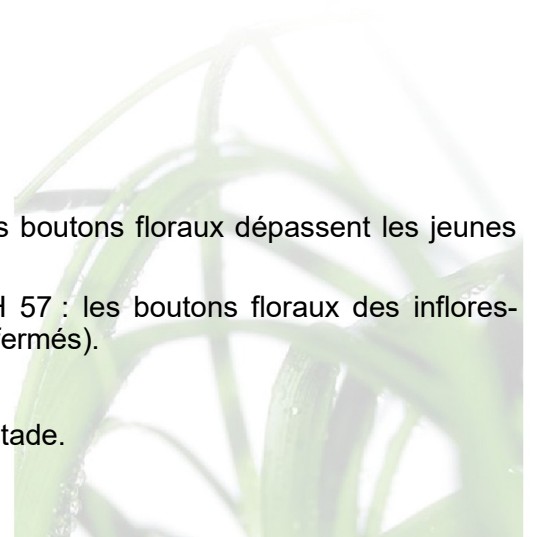 s boutons floraux dépassent les jeunes
H 57 : les boutons floraux des inflores-
fermés).
tade.